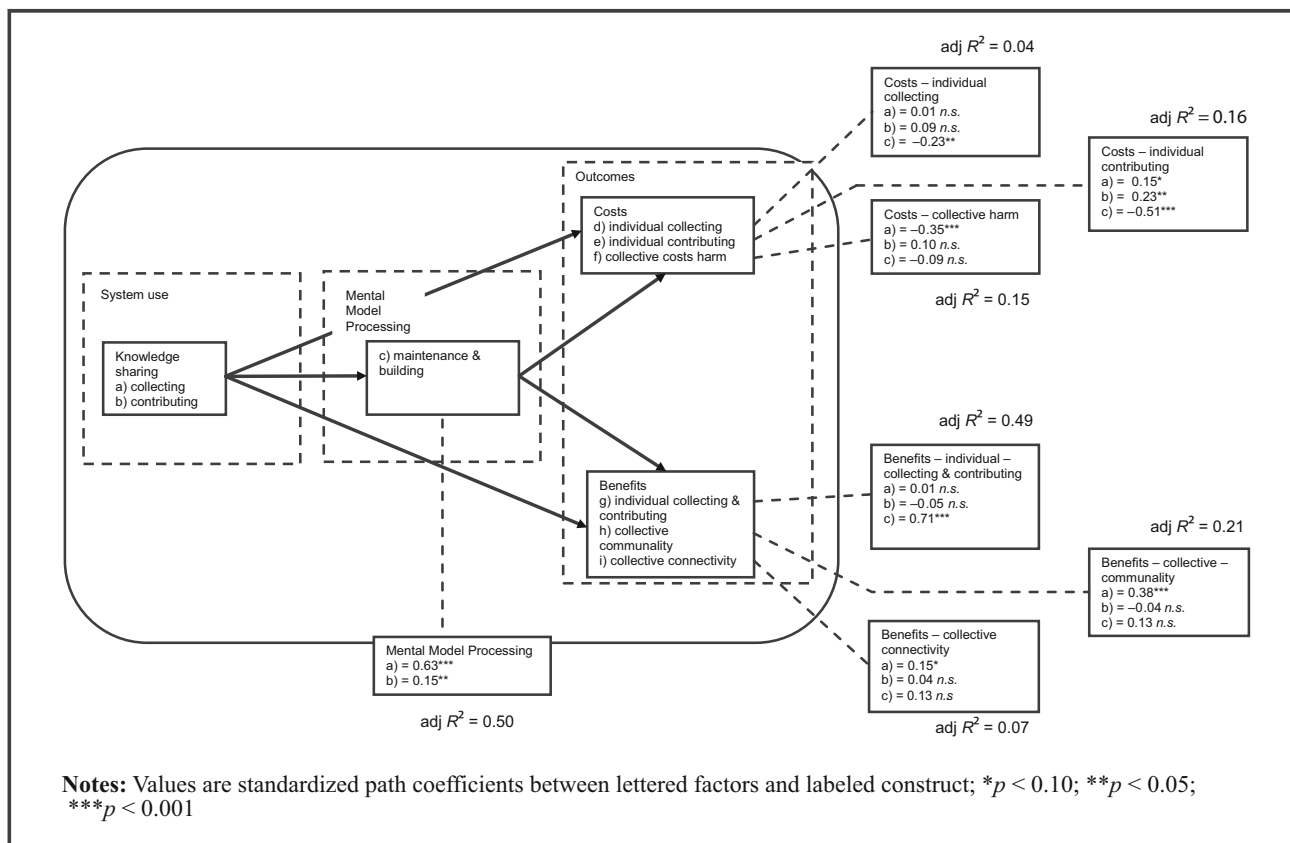 adj R² = 0.04
Costs – individual
collecting
a) = 0.01 n.s.
b) = 0.09 n.s.
c) = –0.23**
adj R² = 0.16
Costs – individual
contributing
a) = 0.15*
b) = 0.23**
c) = –0.51***
Costs – collective harm
a) = –0.35***
b) = 0.10 n.s.
c) = –0.09 n.s.
adj R² = 0.15
Outcomes
Costs
d) individual collecting
e) individual contributing
f) collective costs harm
System use
Knowledge
sharing
a) collecting
b) contributing
Mental
Model
Processing
c) maintenance &
building
Benefits
g) individual collecting &
contributing
h) collective
communality
i) collective connectivity
adj R² = 0.49
Benefits – individual –
collecting & contributing
a) = 0.01 n.s.
b) = –0.05 n.s.
c) = 0.71***
adj R² = 0.21
Benefits – collective –
communality
a) = 0.38***
b) = –0.04 n.s.
c) = 0.13 n.s.
Benefits – collective
connectivity
a) = 0.15*
b) = 0.04 n.s.
c) = 0.13 n.s
adj R² = 0.07
Mental Model Processing
a) = 0.63***
b) = 0.15**
adj R² = 0.50
Notes: Values are standardized path coefficients between lettered factors and labeled construct; *p < 0.10; **p < 0.05;
***p < 0.001